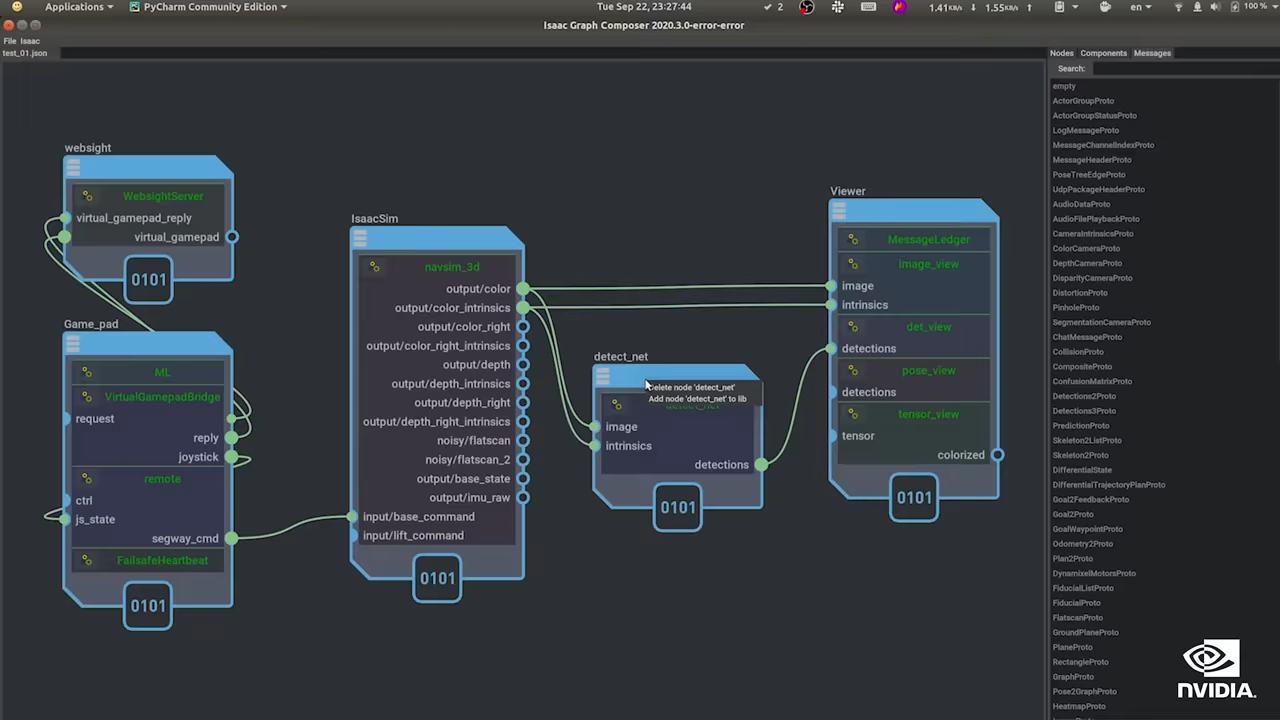 Applications
PyCharm Community Edition
Tue Sep 22, 23:27:44
2
1.41K/s
1.55K/s
en
100 %
Isaac Graph Composer 2020.3.0-error-error
File Isaac
test_01.json
websight
WebsightServer
virtual_gamepad_reply
virtual_gamepad
0101
Game_pad
ML
VirtualGamepadBridge
request
reply
joystick
remote
ctrl
js_state
segway_cmd
FailsafeHeartbeat
0101
IsaacSim
navsim_3d
output/color
output/color_intrinsics
output/color_right
output/color_right_intrinsics
output/depth
output/depth_intrinsics
output/depth_right
output/depth_right_intrinsics
noisy/flatscan
noisy/flatscan_2
output/base_state
output/imu_raw
input/base_command
input/lift_command
0101
detect_net
Delete node 'detect_net'
Add node 'detect_net' to lib
detect_net
image
intrinsics
detections
0101
Viewer
MessageLedger
image_view
image
intrinsics
det_view
detections
pose_view
detections
tensor_view
tensor
colorized
0101
Nodes Components Messages
Search:
empty
ActorGroupProto
ActorGroupStatusProto
LogMessageProto
MessageChannelIndexProto
MessageHeaderProto
PoseTreeEdgeProto
UdpPackageHeaderProto
AudioDataProto
AudioFilePlaybackProto
CameraIntrinsicsProto
ColorCameraProto
DepthCameraProto
DisparityCameraProto
DistortionProto
PinholeProto
SegmentationCameraProto
ChatMessageProto
CollisionProto
CompositeProto
ConfusionMatrixProto
Detections2Proto
Detections3Proto
PredictionProto
Skeleton2ListProto
Skeleton2Proto
DifferentialState
DifferentialTrajectoryPlanProto
Goal2FeedbackProto
Goal2Proto
GoalWaypointProto
Odometry2Proto
Plan2Proto
DynamixelMotorsProto
FiducialListProto
FiducialProto
FlatscanProto
GroundPlaneProto
PlaneProto
RectangleProto
GraphProto
Pose2GraphProto
HeatmapProto
NVIDIA.